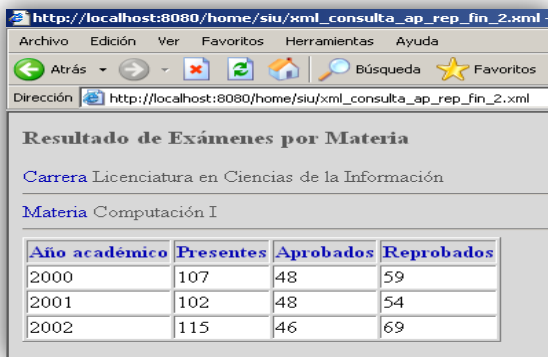 http://localhost:8080/home/siu/xml_consulta_ap_rep_fin_2.xml -
Archivo Edición Ver Favoritos Herramientas Ayuda
Atrás Búsqueda Favoritos
Dirección http://localhost:8080/home/siu/xml_consulta_ap_rep_fin_2.xml
Resultado de Exámenes por Materia
Carrera Licenciatura en Ciencias de la Información
Materia Computación I
Año académico Presentes Aprobados Reprobados
2000 107 48 59
2001 102 48 54
2002 115 46 69